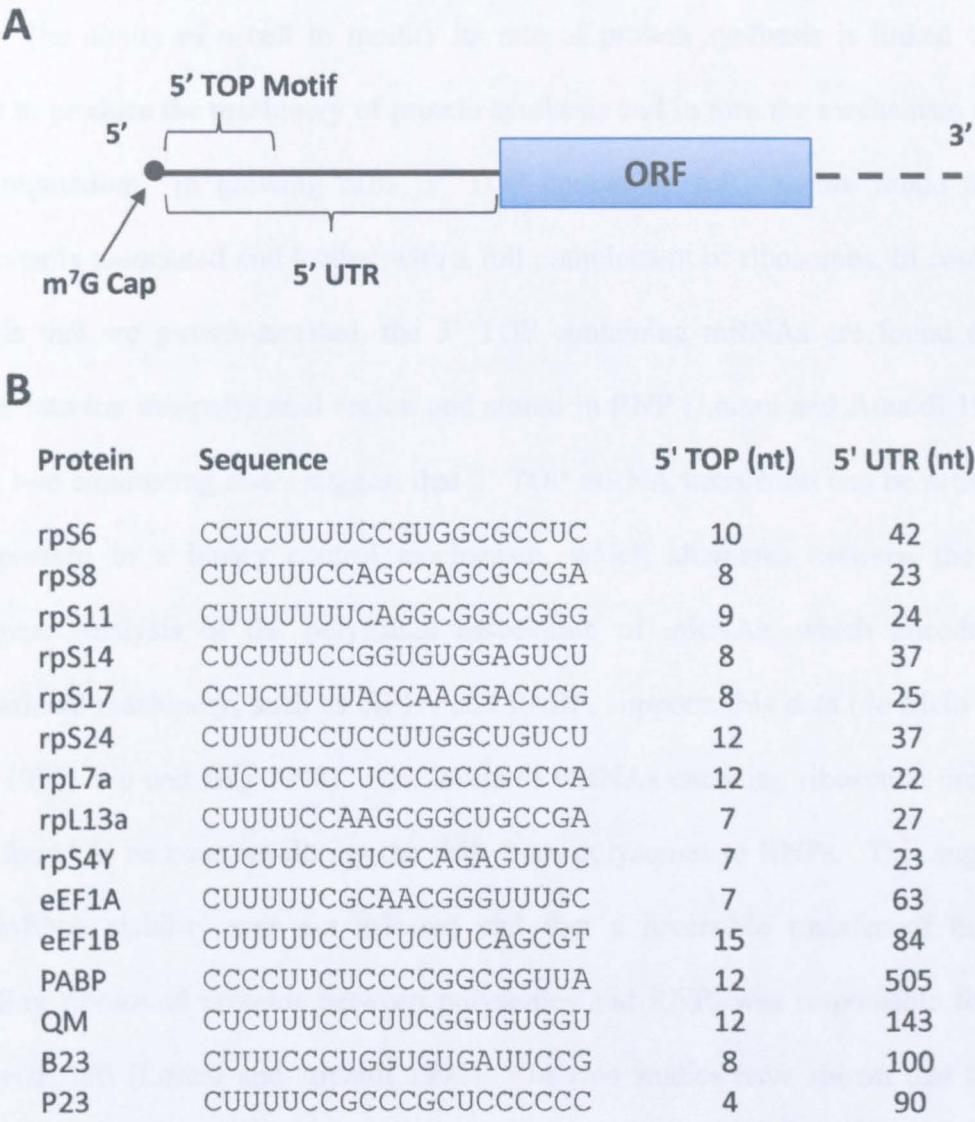 A
5' TOP Motif
5' 3'
ORF
m⁷G Cap 5' UTR
B
Protein Sequence 5' TOP (nt) 5' UTR (nt)
rpS6 CCUCUUUUCCGUGGCGCCUC 10 42
rpS8 CUCUUUCCAGCCAGCGCCGA 8 23
rpS11 CUUUUUUUCAGGCGGCCGGG 9 24
rpS14 CUCUUUCCGGUGUGGAGUCU 8 37
rpS17 CCUCUUUUACCAAGGACCCG 8 25
rpS24 CUUUUCCUCCUUGGCUGUCU 12 37
rpL7a CUCUCUCCUCCCGCCGCCCA 12 22
rpL13a CUUUUCCAAGCGGCUGCCGA 7 27
rpS4Y CUCUUCCGUCGCAGAGUUUC 7 23
eEF1A CUUUUUCGCAACGGGUUUGC 7 63
eEF1B CUUUUUCCUCUCUUCAGCGT 15 84
PABP CCCCUUCUCCCCGGCGGUUA 12 505
QM CUCUUUCCCUUCGGUGUGGU 12 143
B23 CUUUCCCUGGUGUGAUUCCG 8 100
P23 CUUUUCCGCCCGCUCCCCCC 4 90